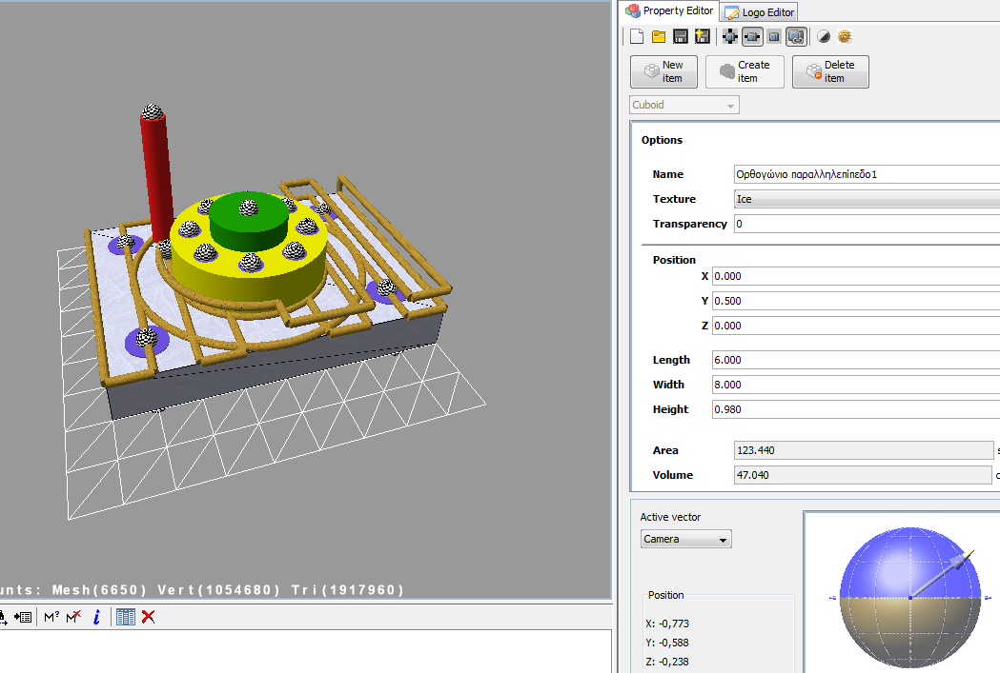 Property Editor
Logo Editor
New item
Create item
Delete item
Cuboid
Options
Name Ορθογώνιο παραλληλεπίπεδο1
Texture Ice
Transparency 0
Position
X 0.000
Y 0.500
Z 0.000
Length 6.000
Width 8.000
Height 0.980
Area 123.440
Volume 47.040
Active vector
Camera
Position
X: -0,773
Y: -0,588
Z: -0,238
unts: Mesh(6650) Vert(1054680) Tri(1917960)
M? M i